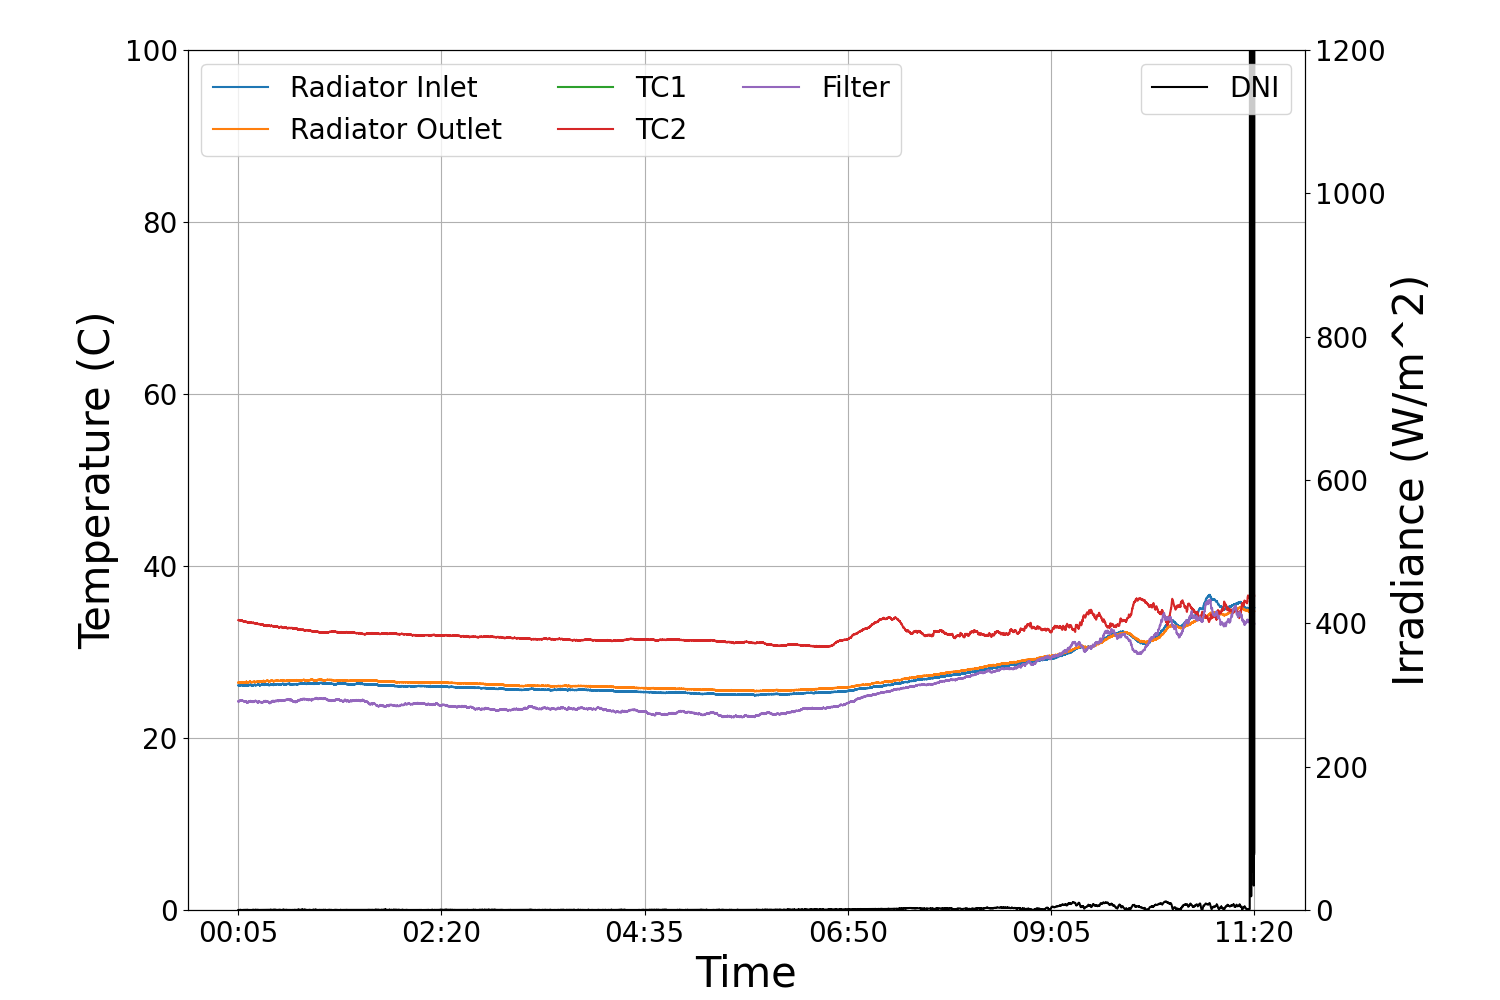 Radiator Inlet
Radiator Outlet
TC1
TC2
Filter
DNI
Temperature (C)
100
80
60
40
20
0
1200
1000
800
600
400
200
0
Irradiance (W/m^2)
00:05 02:20 04:35 06:50 09:05 11:20
Time